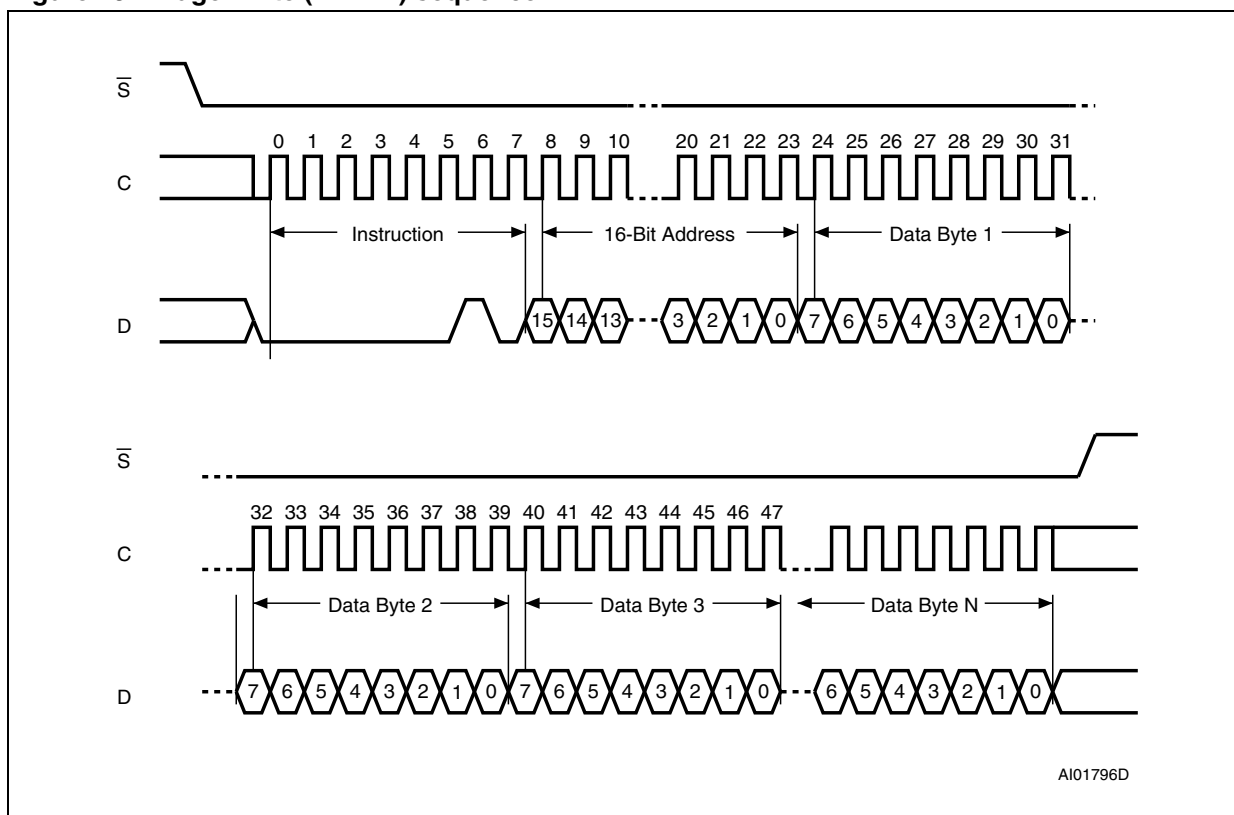 S
0 1 2 3 4 5 6 7 8 9 10 20 21 22 23 24 25 26 27 28 29 30 31
C
Instruction 16-Bit Address Data Byte 1
D 15 14 13 3 2 1 0 7 6 5 4 3 2 1 0
S
32 33 34 35 36 37 38 39 40 41 42 43 44 45 46 47
C
Data Byte 2 Data Byte 3 Data Byte N
D 7 6 5 4 3 2 1 0 7 6 5 4 3 2 1 0 6 5 4 3 2 1 0
AI01796D